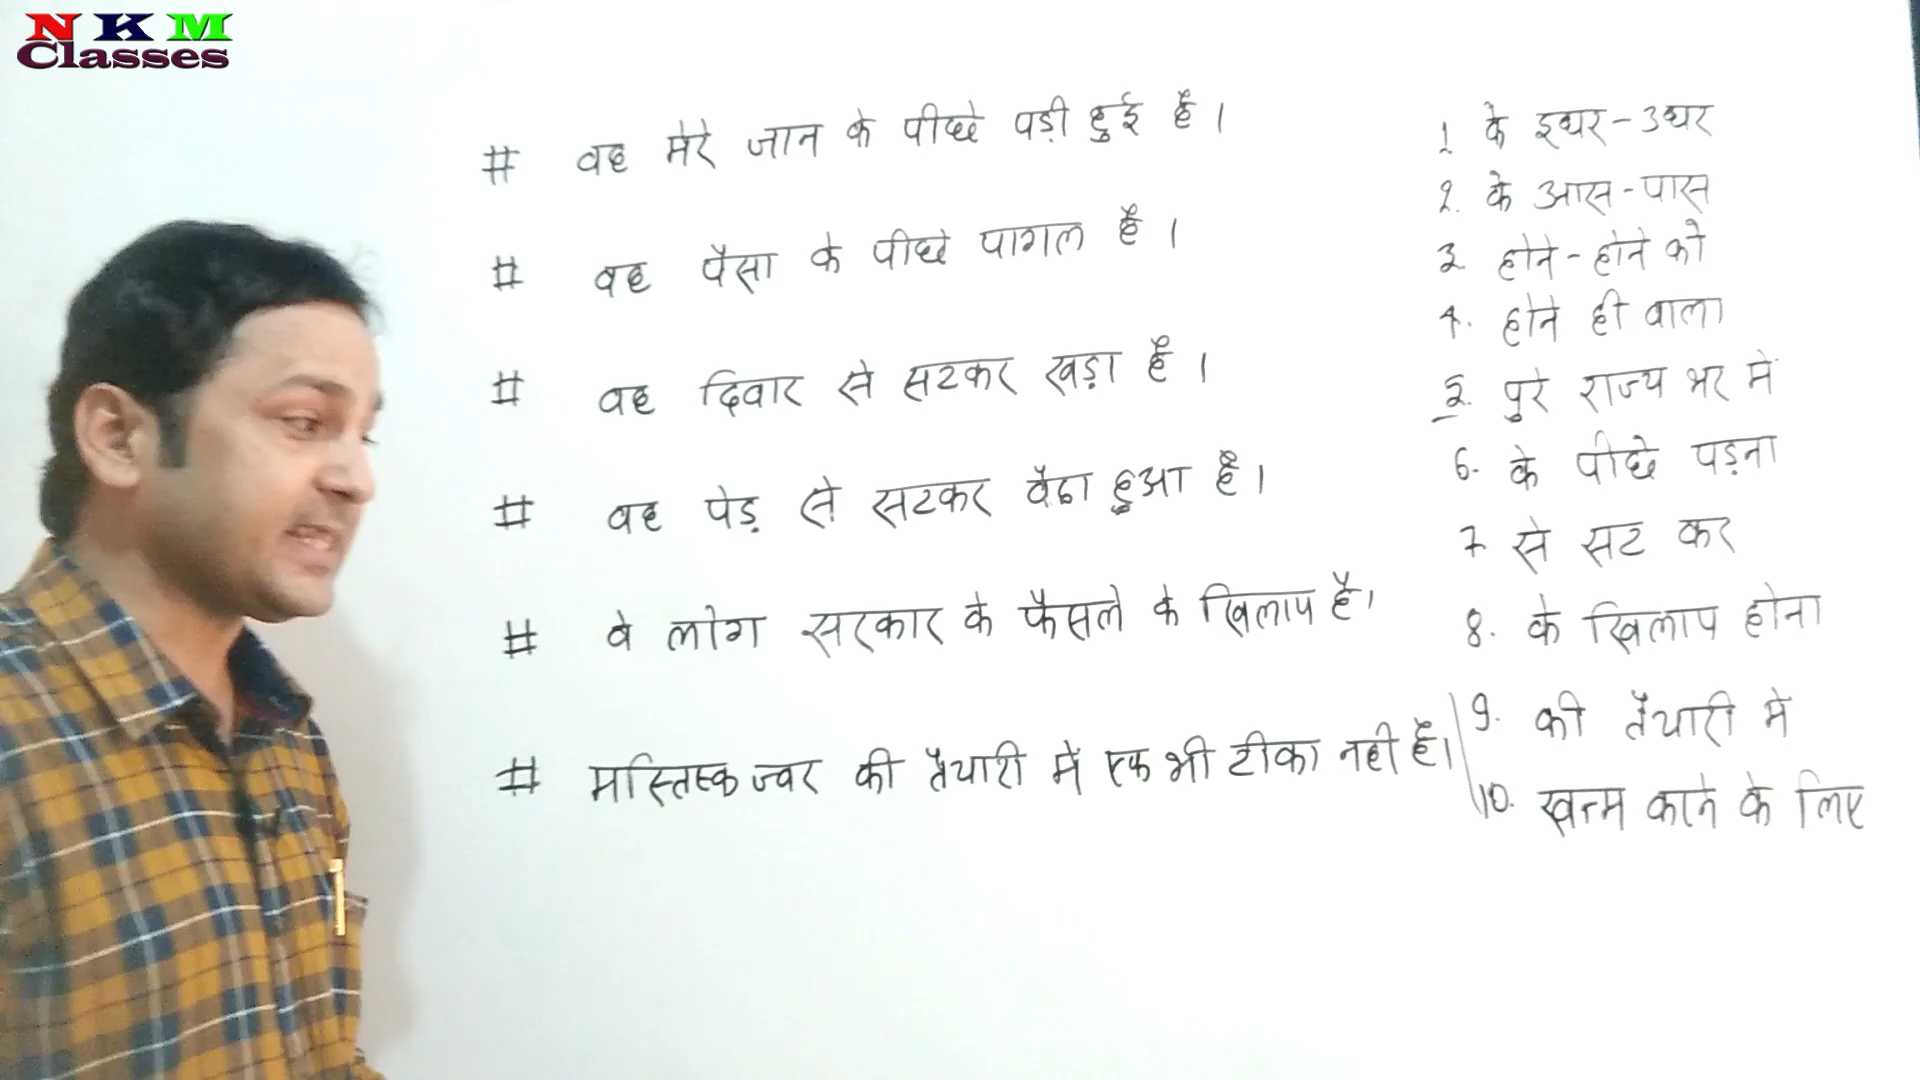 NKM
Classes
# वह मेरे जान के पीछे पड़ी हुई है।
# वह पैसा के पीछे पागल है।
# वह दिवार से सटकर खड़ा है।
# वह पेड़ से सटकर बैठा हुआ है।
# वे लोग सरकार के फैसले के खिलाप है।
# मस्तिस्क ज्वर की तैयारी में एक भी टीका नही है।
1. के इधर-उधर
2. के आस-पास
3. होने-होने को
4. होने ही वाला
5. पुरे राज्य भर में
6. के पीछे पड़ना
7. से सट कर
8. के खिलाप होना
9. की तैयारी में
10. खत्म करने के लिए